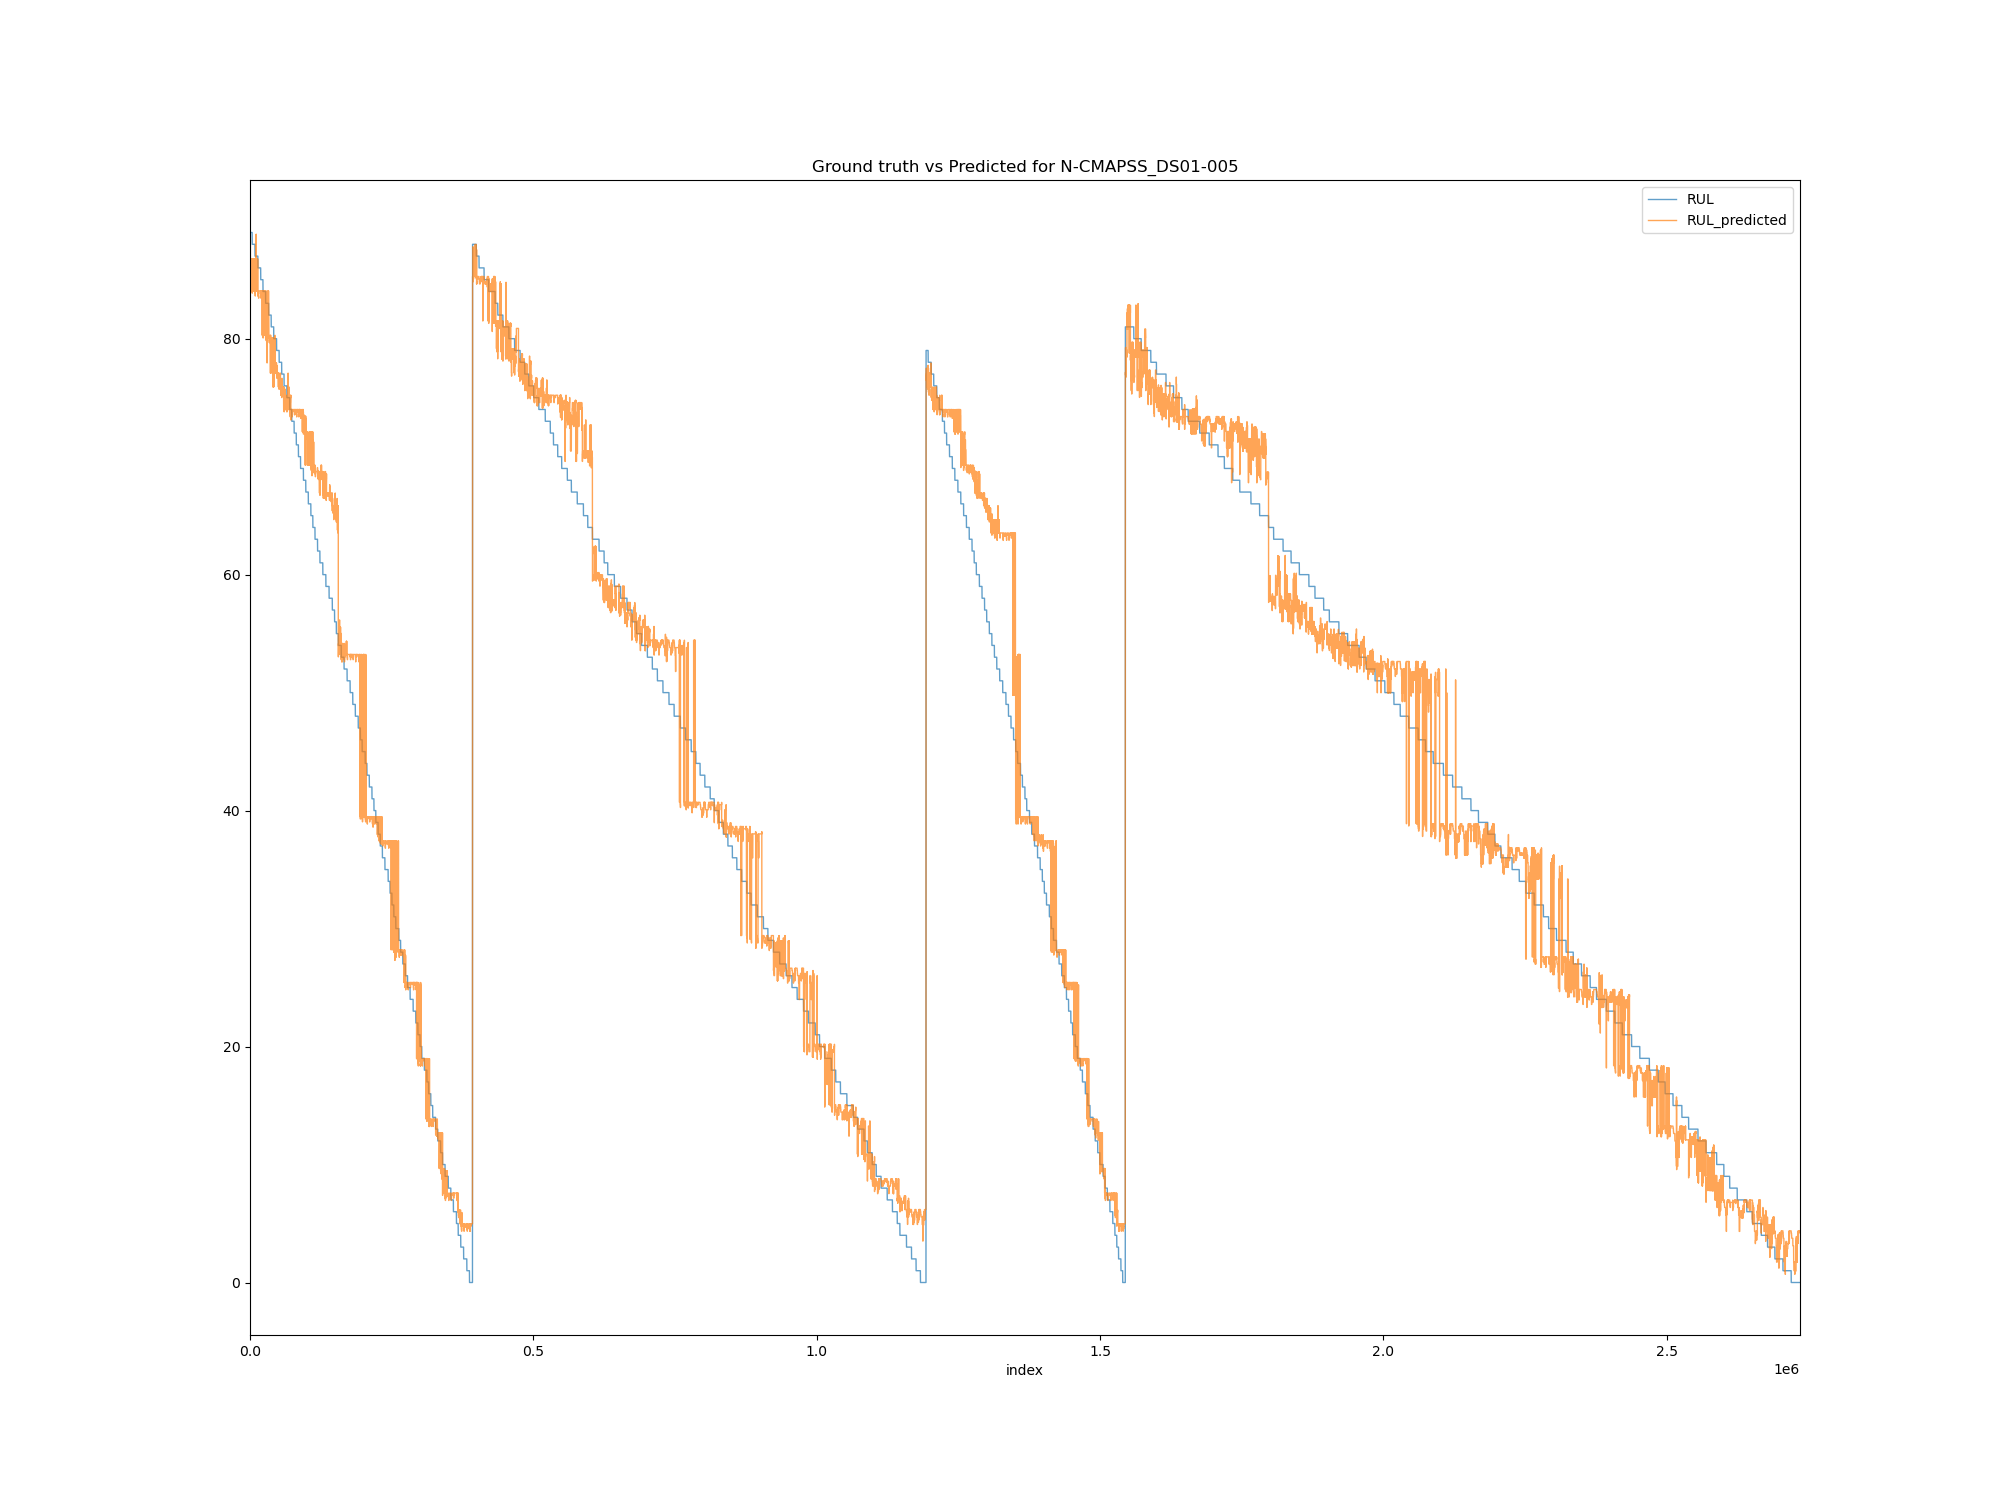 Ground truth vs Predicted for N-CMAPSS_DS01-005
RUL
RUL_predicted
80
60
40
20
0
0.0 0.5 1.0 1.5 2.0 2.5
1e6
index